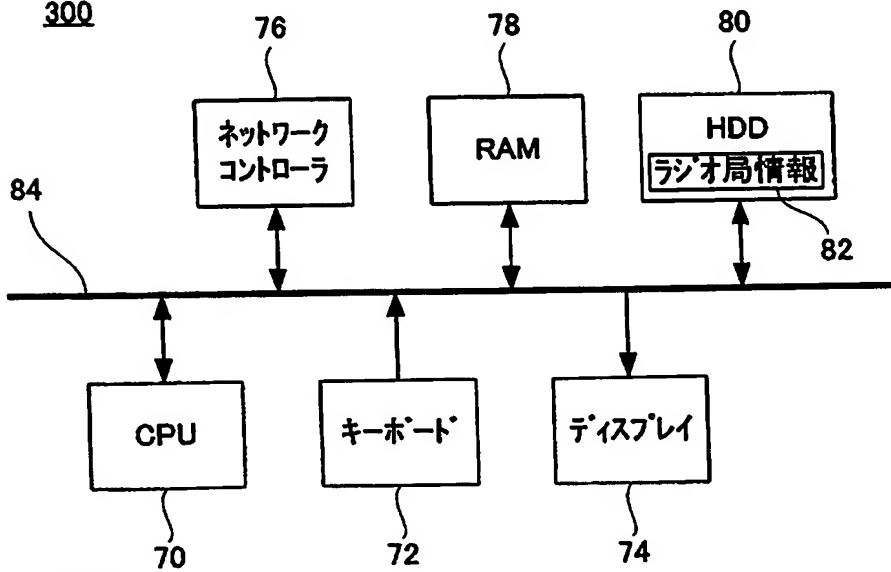 300
76
78
80
ネットワーク
コントローラ
RAM
HDD
ラジオ局情報
84
82
CPU
キーボード
ディスプレイ
70
72
74